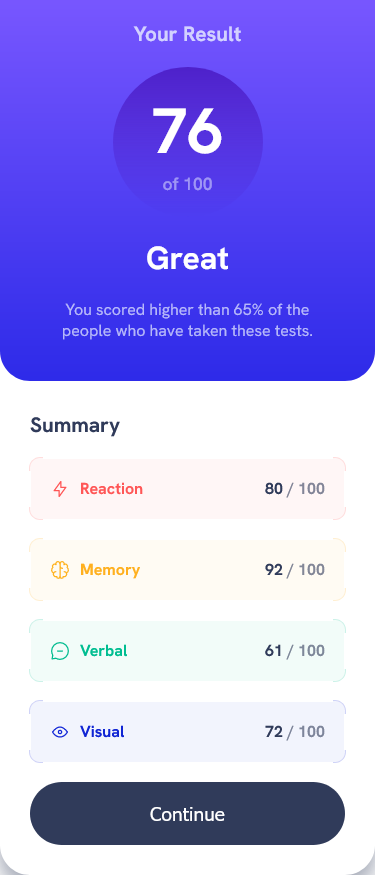 Your Result
76
of 100
Great
You scored higher than 65% of the
people who have taken these tests.
Summary
Reaction 80 / 100
Memory 92 / 100
Verbal 61 / 100
Visual 72 / 100
Continue